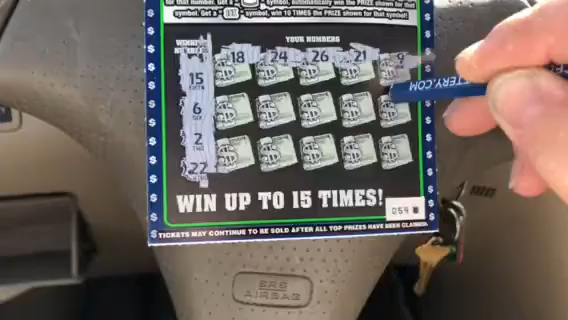 for that number. Get a symbol, automatically win the PRIZE shown for that
symbol. Get a symbol, win 10 TIMES the PRIZE shown for that symbol!
WINNING
YOUR NUMBERS
18 24 26 21 9
15
6
SIX
2
TWO
22
TERY.COM
WIN UP TO 15 TIMES!
059
TICKETS MAY CONTINUE TO BE SOLD AFTER ALL TOP PRIZES HAVE BEEN CLAIMED.
SRS
AIRBAG